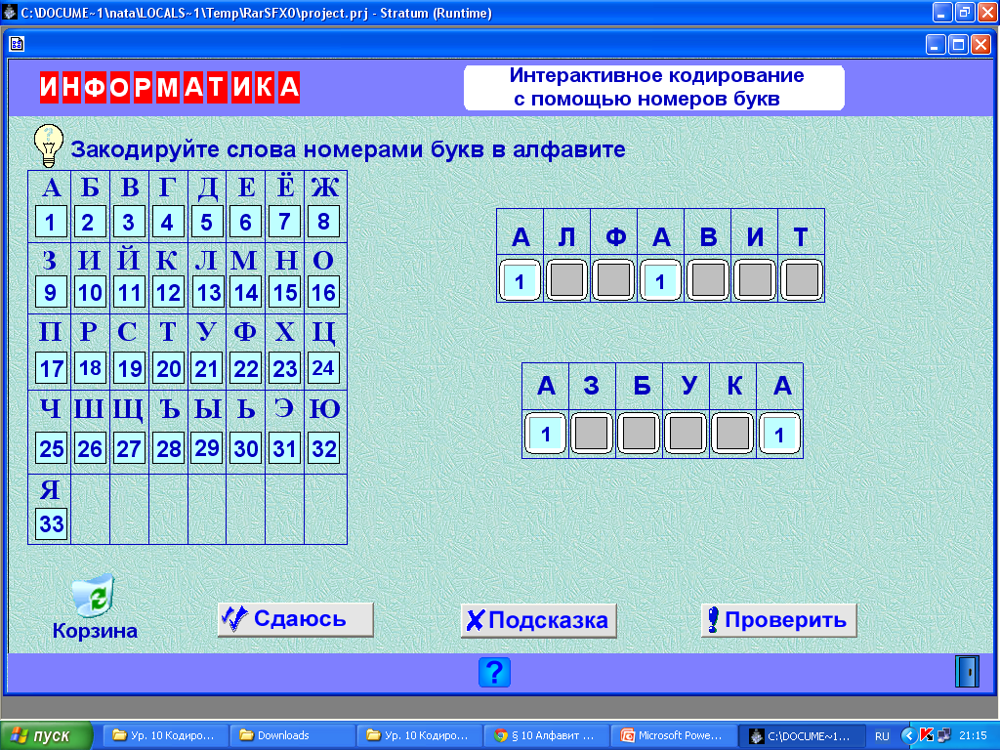 C:\DOCUME~1\nata\LOCALS~1\Temp\RarSFX0\project.prj - Stratum (Runtime)
ИНФОРМАТИКА
Интерактивное кодирование
с помощью номеров букв
Закодируйте слова номерами букв в алфавите
А Б В Г Д Е Ё Ж
1 2 3 4 5 6 7 8
З И Й К Л М Н О
9 10 11 12 13 14 15 16
П Р С Т У Ф Х Ц
17 18 19 20 21 22 23 24
Ч Ш Щ Ъ Ы Ь Э Ю
25 26 27 28 29 30 31 32
Я
33
А Л Ф А В И Т
1 1
А З Б У К А
1 1
Корзина
Сдаюсь
Подсказка
Проверить
?
пуск
Ур. 10 Кодиро...
Downloads
Ур. 10 Кодиро...
§ 10 Алфавит ...
Microsoft Powe...
C:\DOCUME~1...
RU
21:15